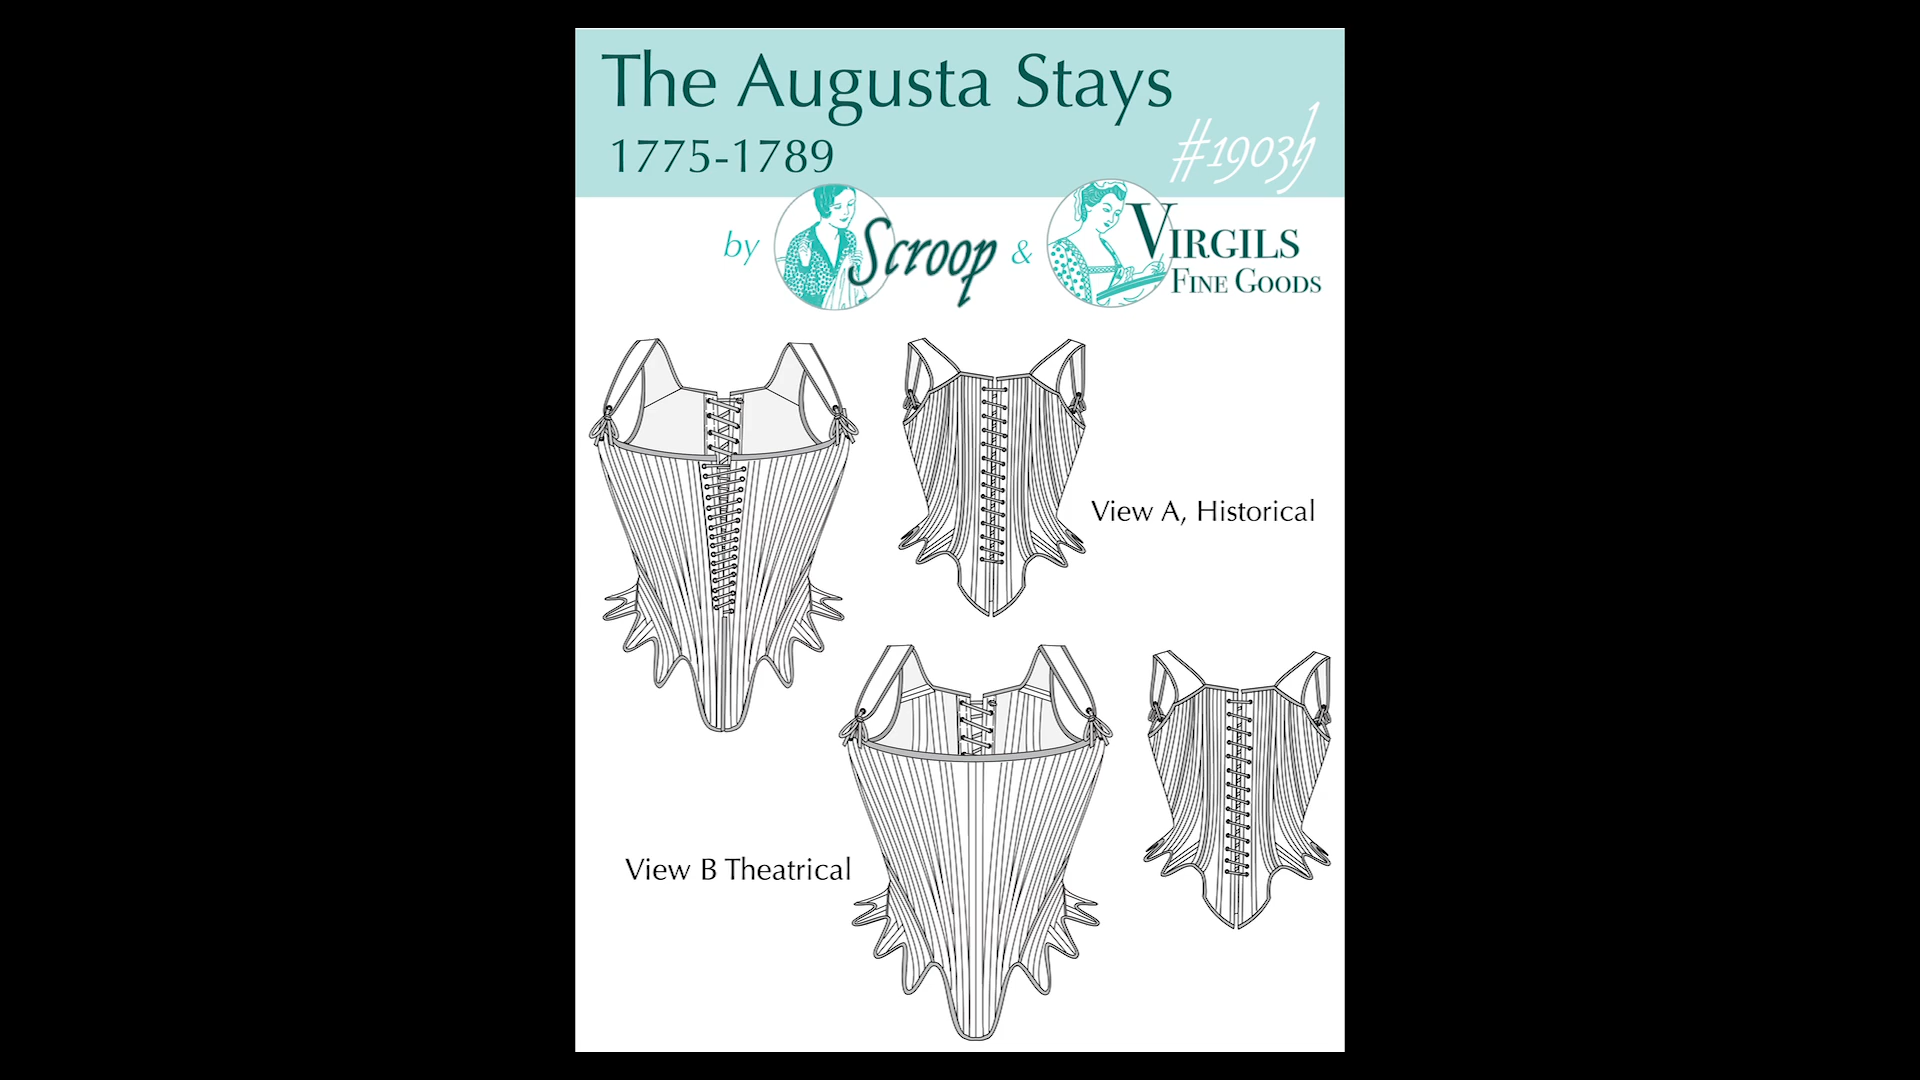 The Augusta Stays
1775-1789
#1903h
by Scroop & VIRGILS
FINE GOODS
View A, Historical
View B Theatrical